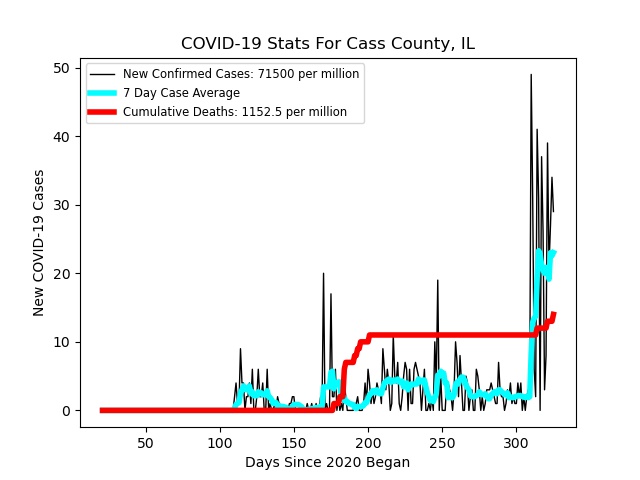 COVID-19 Stats For Cass County, IL
New Confirmed Cases: 71500 per million
7 Day Case Average
Cumulative Deaths: 1152.5 per million
New COVID-19 Cases
50
40
30
20
10
0
50 100 150 200 250 300
Days Since 2020 Began